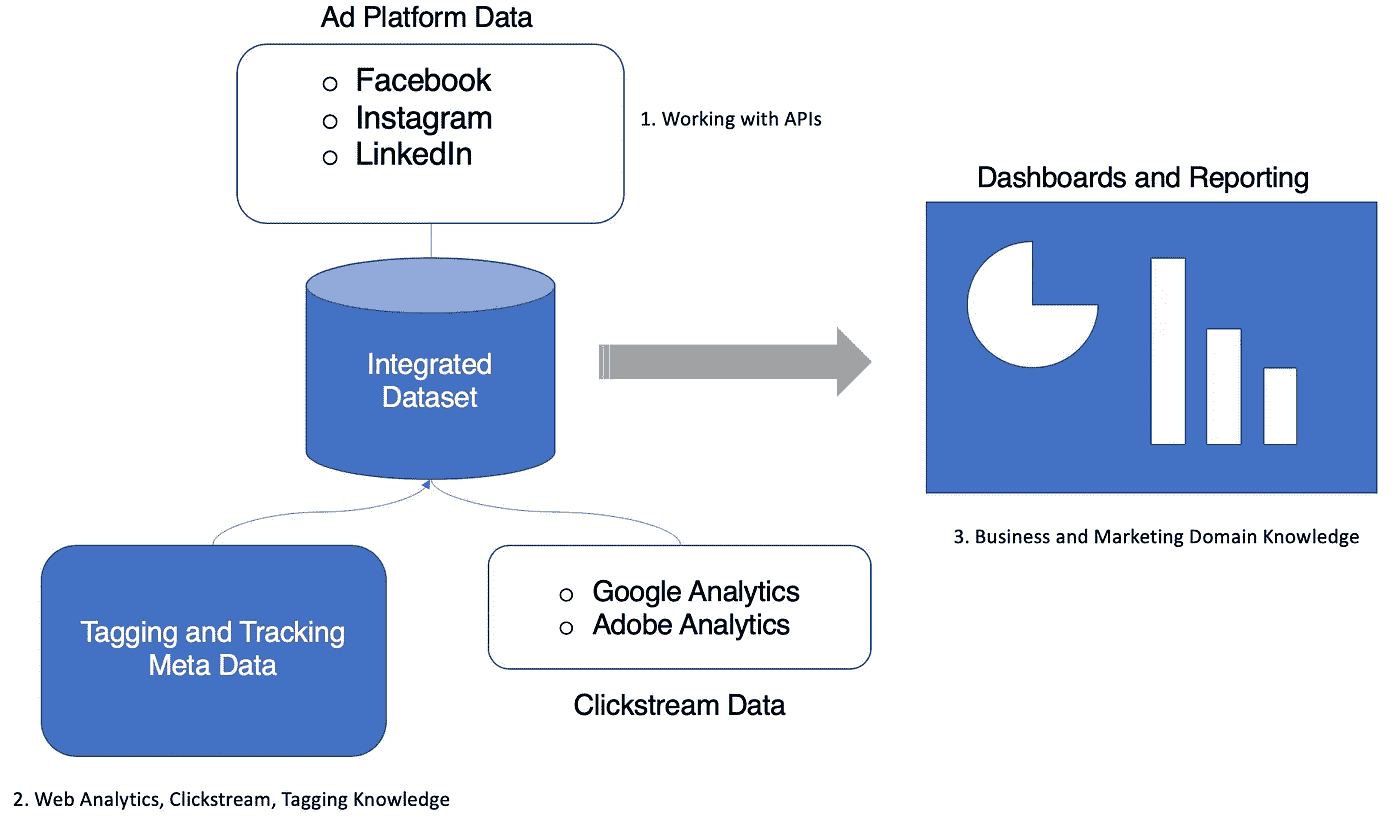 Ad Platform Data
Facebook
Instagram
LinkedIn
1. Working with APIs
Integrated
Dataset
Dashboards and Reporting
3. Business and Marketing Domain Knowledge
Tagging and Tracking
Meta Data
Google Analytics
Adobe Analytics
Clickstream Data
2. Web Analytics, Clickstream, Tagging Knowledge